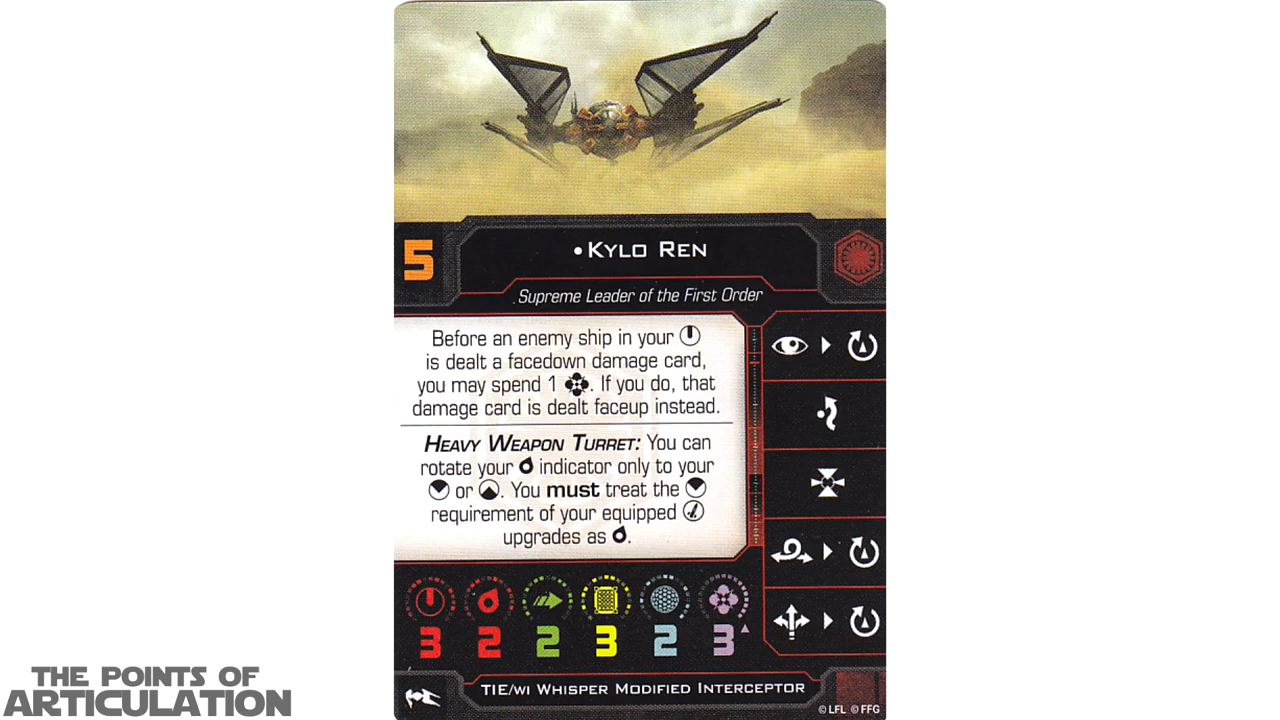 5
•Kylo Ren
Supreme Leader of the First Order
Before an enemy ship in your
is dealt a facedown damage card,
you may spend 1 . If you do, that
damage card is dealt faceup instead.
Heavy Weapon Turret: You can
rotate your indicator only to your
or . You must treat the
requirement of your equipped
upgrades as .
3 2 2 3 2 3
TIE/wi Whisper Modified Interceptor
© LFL © FFG
THE POINTS OF
ARTICULATION